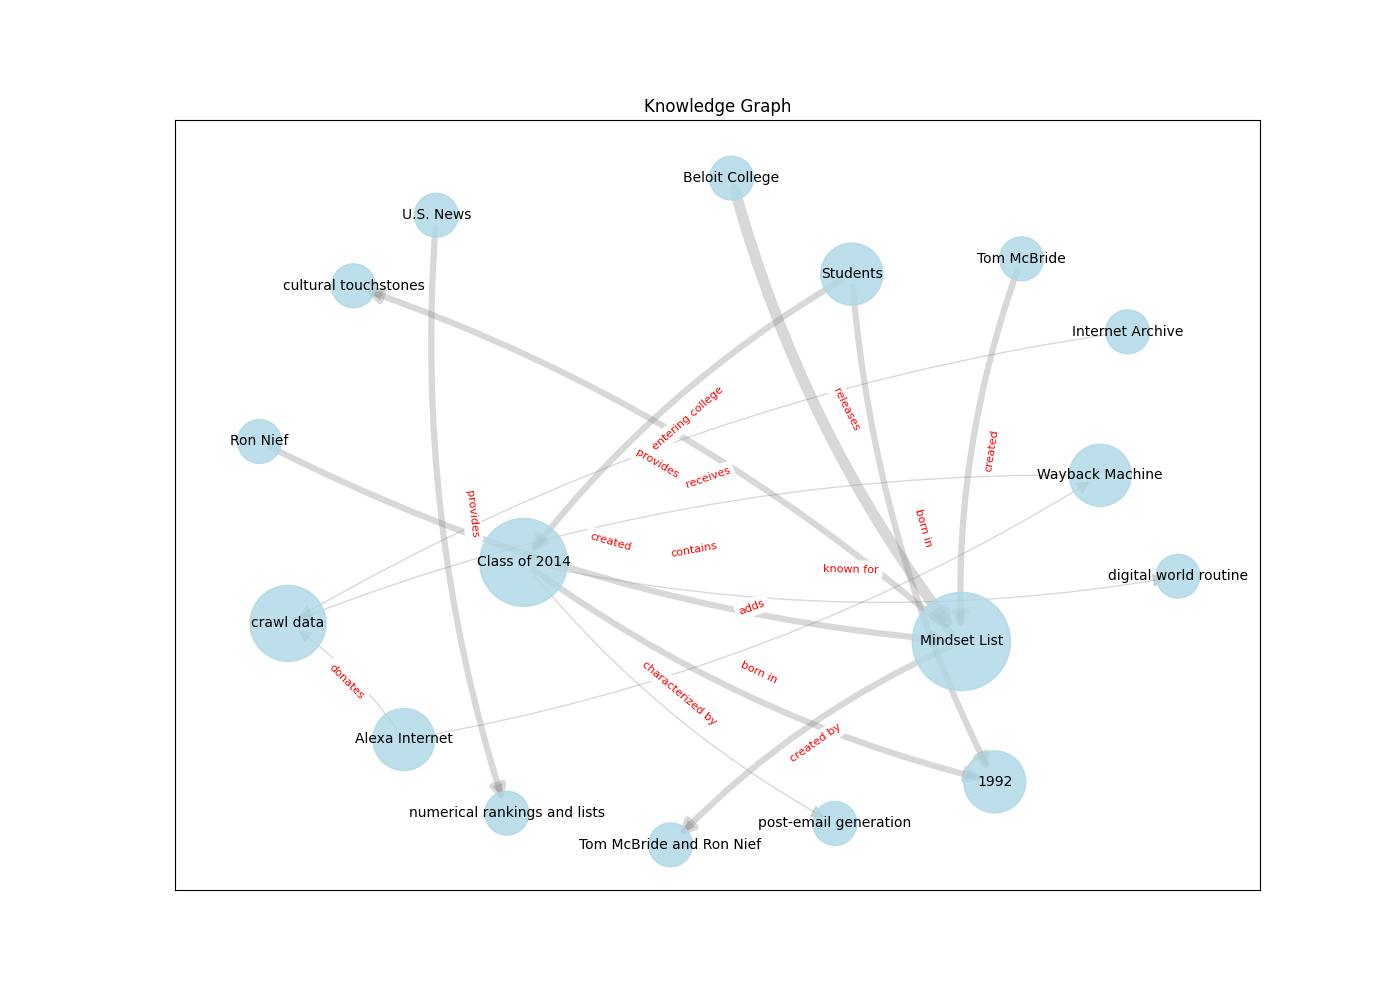 Knowledge Graph
Beloit College
U.S. News
Tom McBride
Students
cultural touchstones
Internet Archive
entering college
releases
Ron Nief
created
provides
receives
Wayback Machine
provides
born in
created
contains
Class of 2014
known for
digital world routine
adds
crawl data
Mindset List
born in
donates
characterized by
Alexa Internet
created by
1992
numerical rankings and lists
post-email generation
Tom McBride and Ron Nief